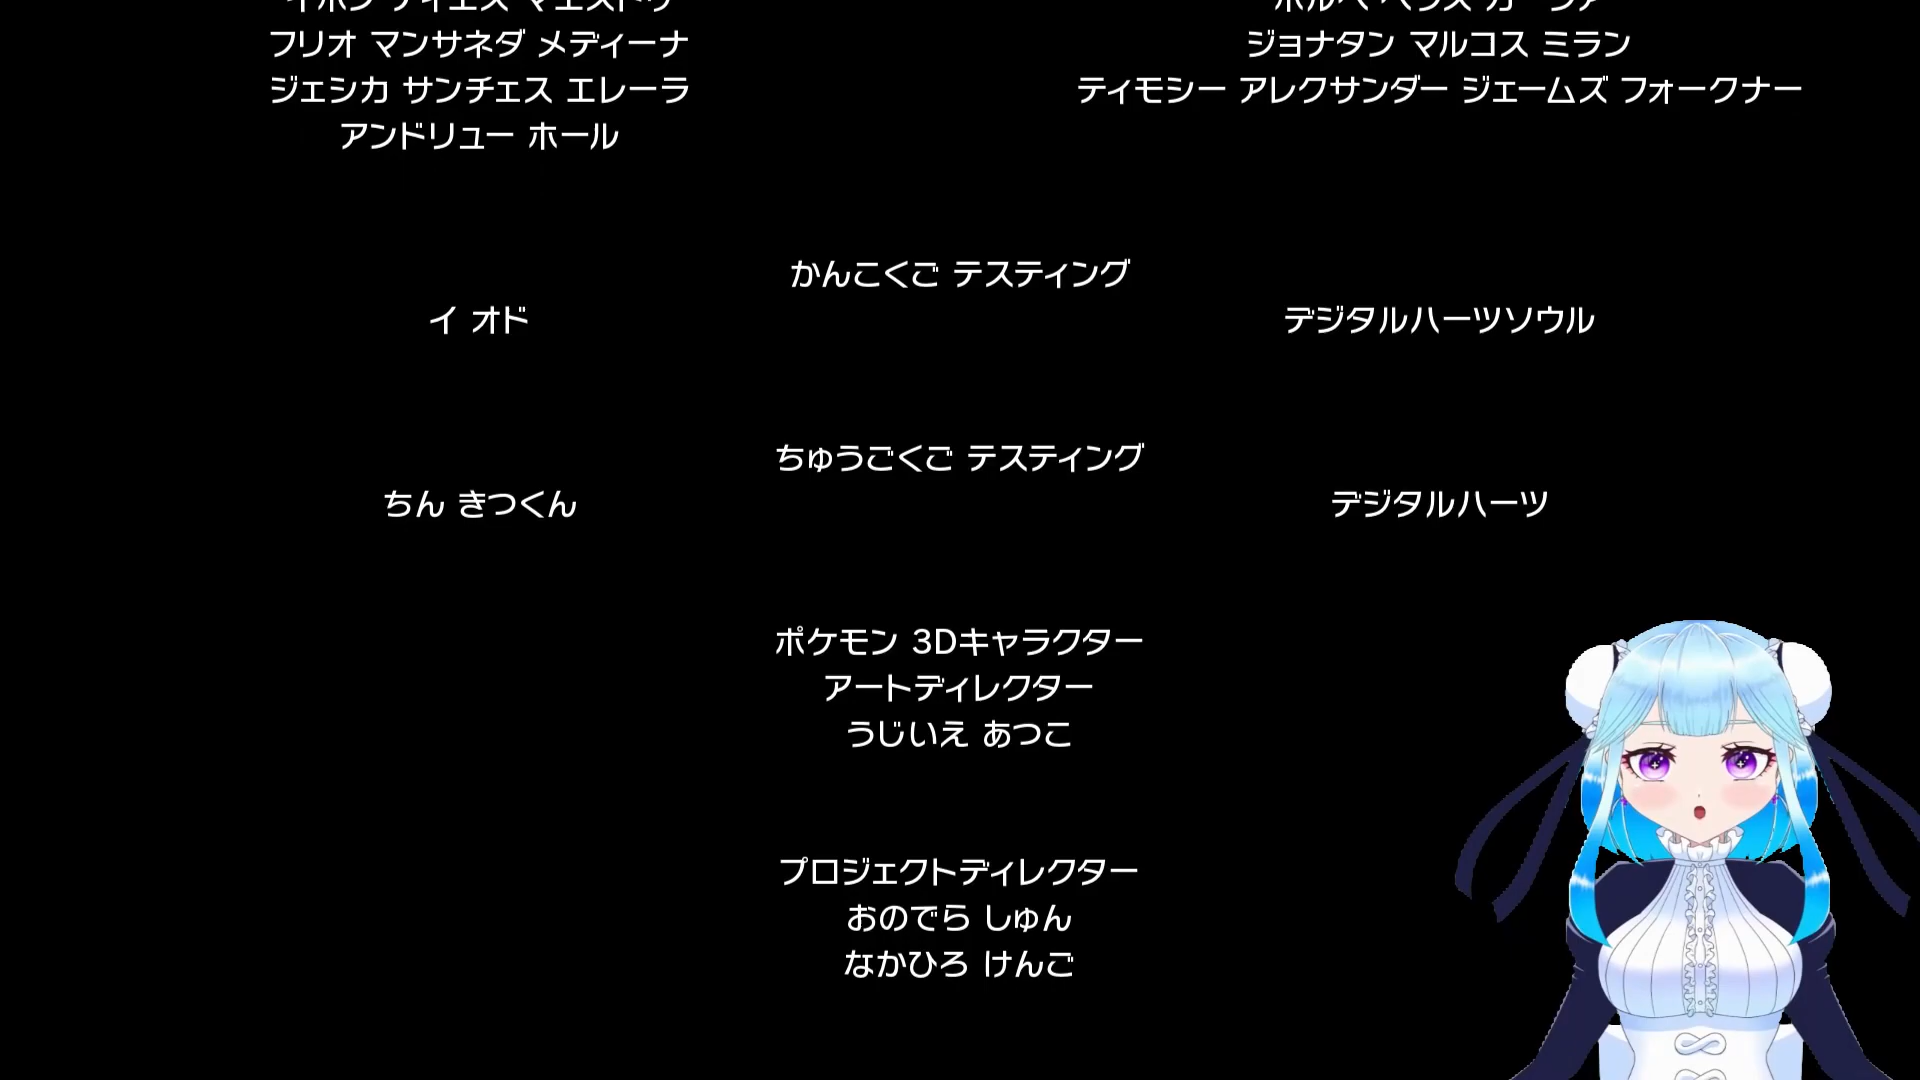 フリオ マンサネダ メディーナ
ジョナタン マルコス ミラン
ジェシカ サンチェス エレーラ
ティモシー アレクサンダー ジェームズ フォークナー
アンドリュー ホール
かんこくご テスティング
イ オド
デジタルハーツソウル
ちゅうごくご テスティング
ちん きつくん
デジタルハーツ
ポケモン 3Dキャラクター
アートディレクター
うじいえ あつこ
プロジェクトディレクター
おのでら しゅん
なかひろ けんご